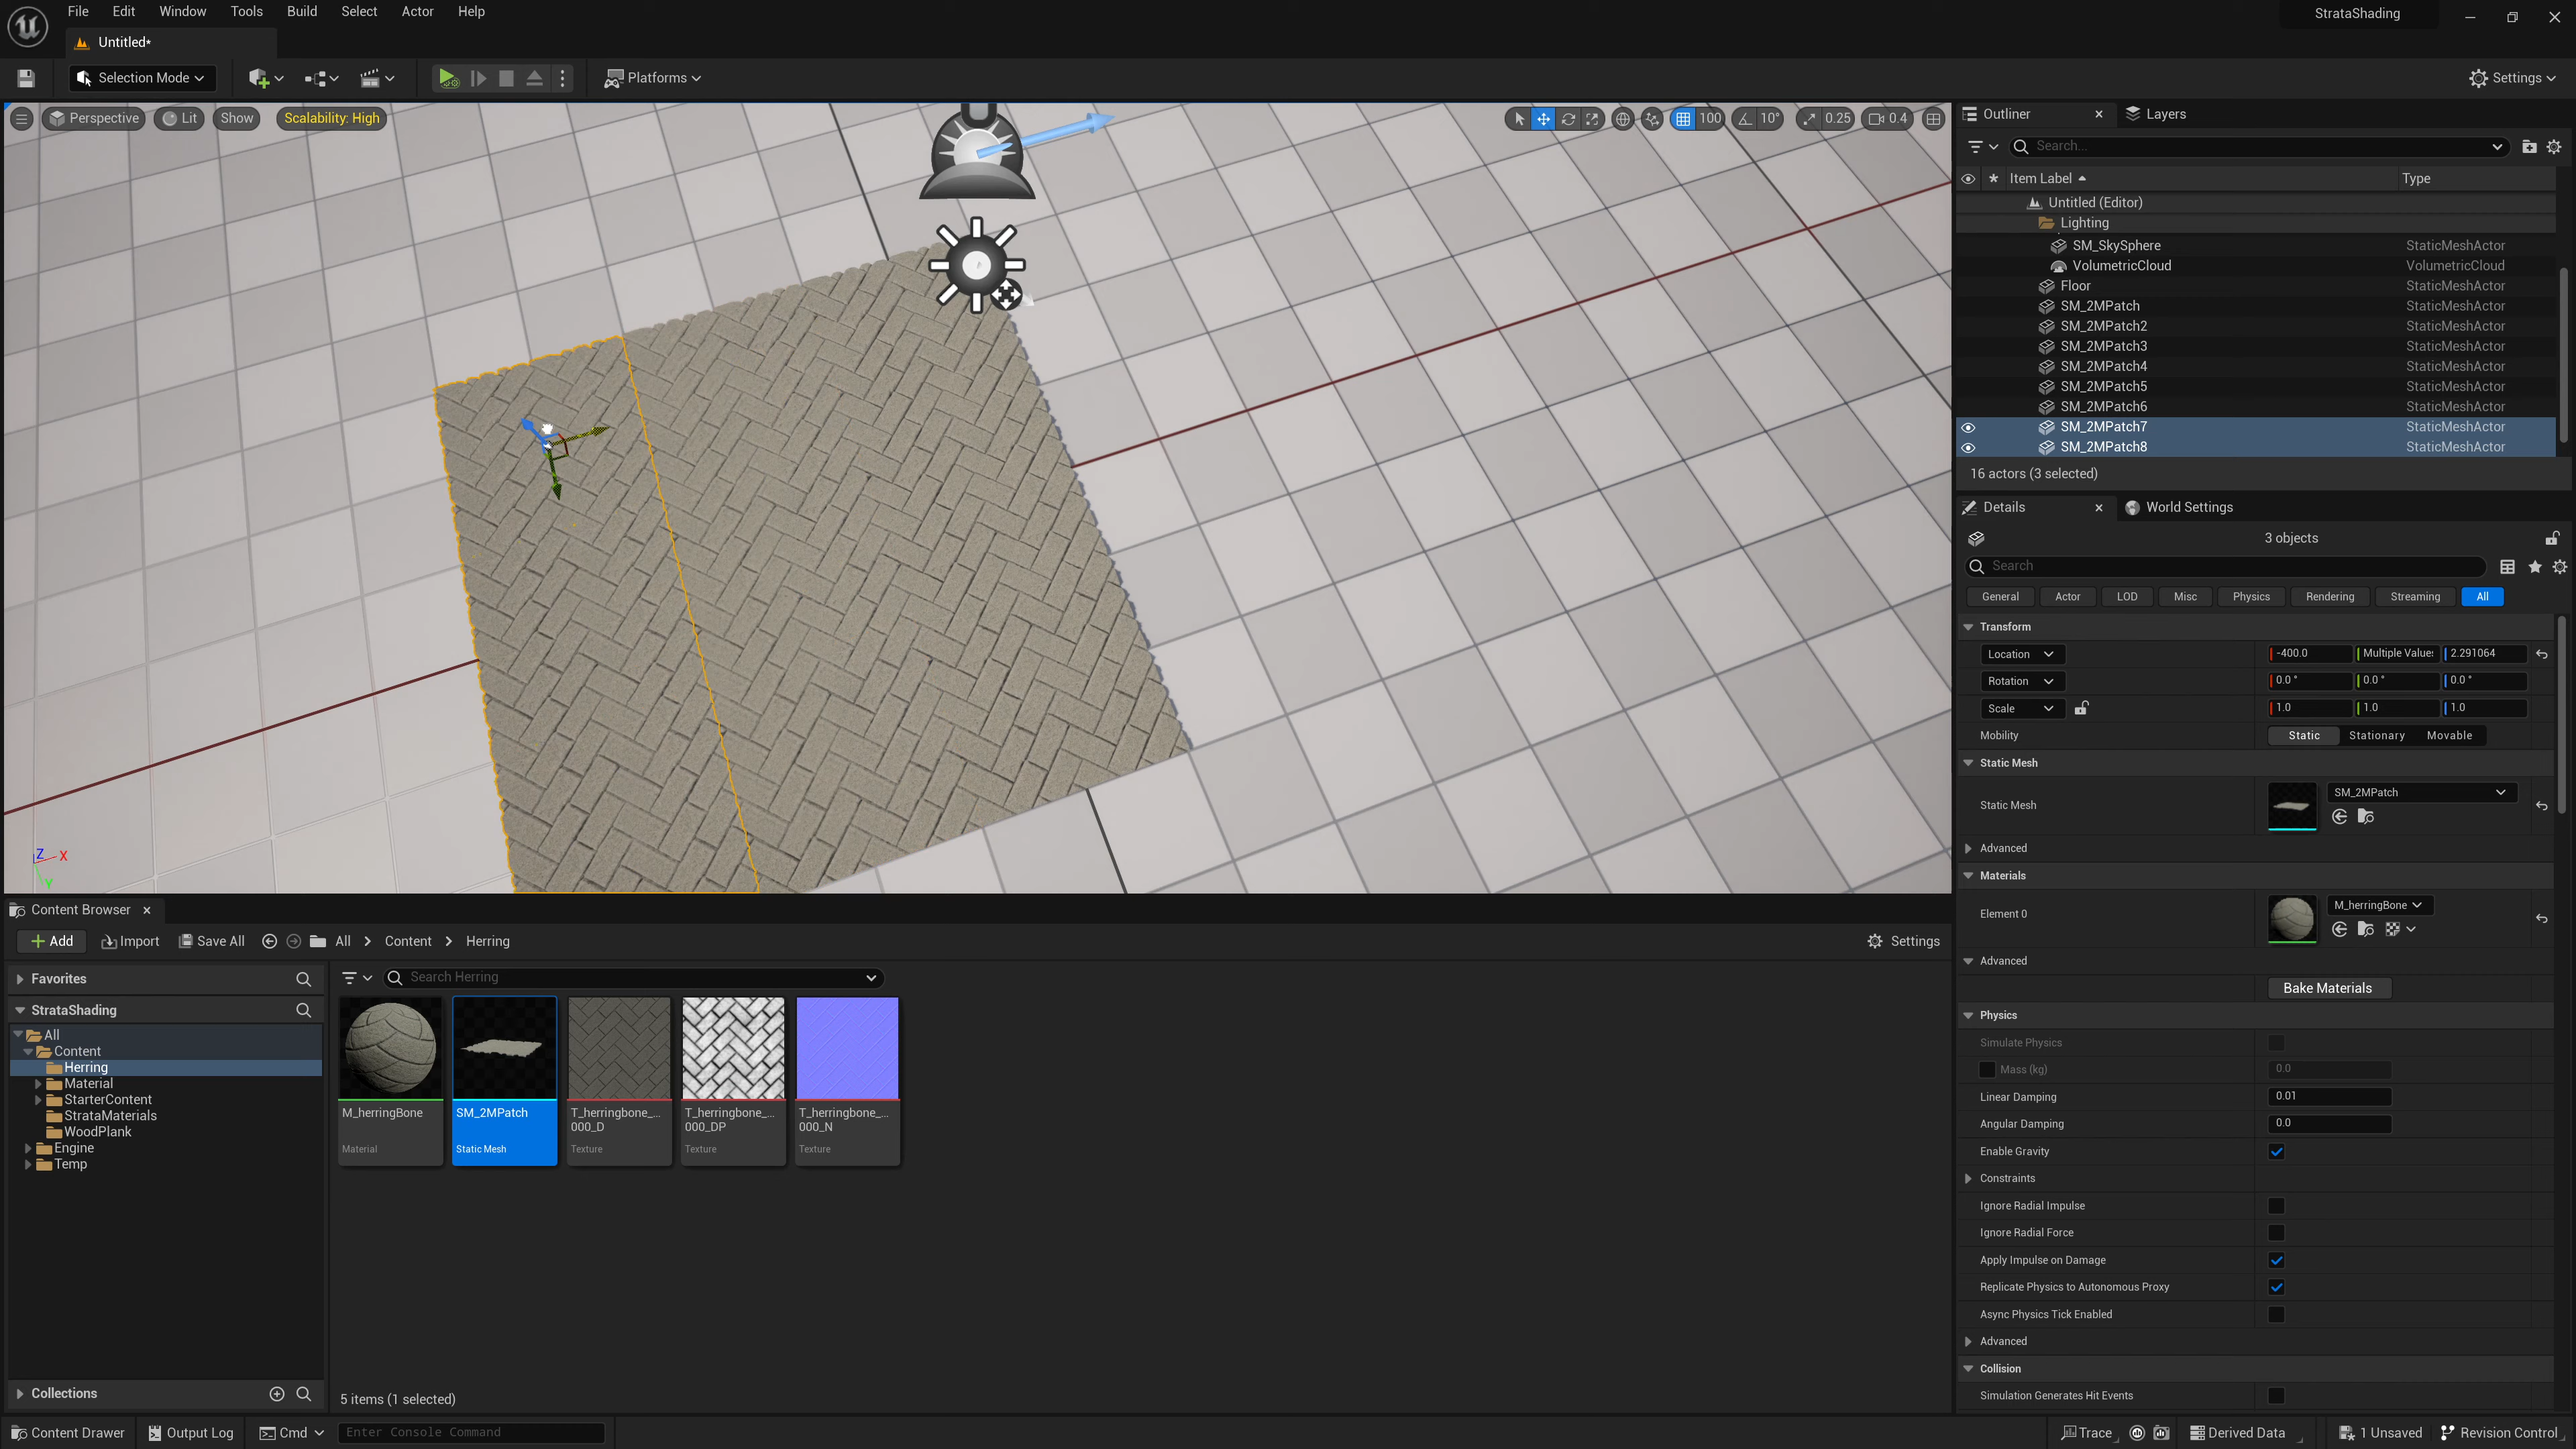 File Edit Window Tools Build Select Actor Help
StrataShading
Untitled*
Selection Mode
Platforms
Settings
Perspective Lit Show Scalability: High
100 10° 0.25 0.4
Z X
Y
Outliner Layers
Search...
Item Label Type
Untitled (Editor)
Lighting
SM_SkySphere StaticMeshActor
VolumetricCloud VolumetricCloud
Floor StaticMeshActor
SM_2MPatch StaticMeshActor
SM_2MPatch2 StaticMeshActor
SM_2MPatch3 StaticMeshActor
SM_2MPatch4 StaticMeshActor
SM_2MPatch5 StaticMeshActor
SM_2MPatch6 StaticMeshActor
SM_2MPatch7 StaticMeshActor
SM_2MPatch8 StaticMeshActor
16 actors (3 selected)
Details World Settings
3 objects
Search
General Actor LOD Misc Physics Rendering Streaming All
Transform
Location -400.0 Multiple Values 2.291064
Rotation 0.0 ° 0.0 ° 0.0 °
Scale 1.0 1.0 1.0
Mobility Static Stationary Movable
Static Mesh
Static Mesh SM_2MPatch
Advanced
Materials
Element 0 M_herringBone
Advanced
Bake Materials
Physics
Simulate Physics
Mass (kg) 0.0
Linear Damping 0.01
Angular Damping 0.0
Enable Gravity
Constraints
Ignore Radial Impulse
Ignore Radial Force
Apply Impulse on Damage
Replicate Physics to Autonomous Proxy
Async Physics Tick Enabled
Advanced
Collision
Simulation Generates Hit Events
Content Browser
Add Import Save All All Content Herring Settings
Favorites
Search Herring
StrataShading
All
Content
Herring
Material
StarterContent
StrataMaterials
WoodPlank
Engine
Temp
M_herringBone
Material
SM_2MPatch
Static Mesh
T_herringbone_...
000_D
Texture
T_herringbone_...
000_DP
Texture
T_herringbone_...
000_N
Texture
Collections
5 items (1 selected)
Content Drawer Output Log Cmd Enter Console Command Trace Derived Data 1 Unsaved Revision Control